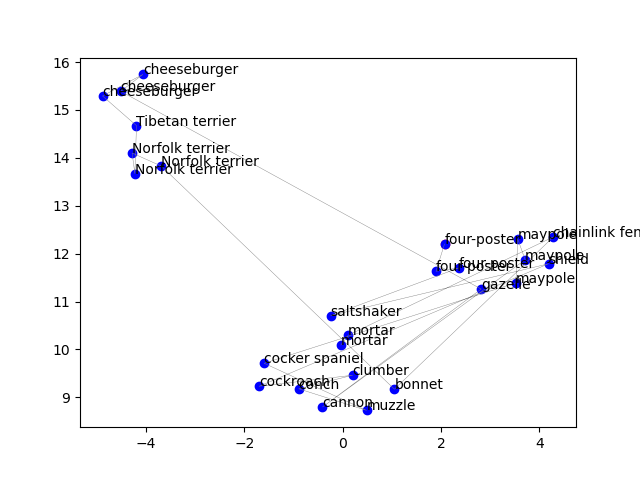 16
15
14
13
12
11
10
9
cheeseburger
cheeseburger
cheeseburger
Tibetan terrier
Norfolk terrier
Norfolk terrier
Norfolk terrier
chainlink fen
maypole
four-poster
maypole
shield
four-poster
four-poster
maypole
gazelle
saltshaker
mortar
mortar
cocker spaniel
clumber
cockroach
conch
bonnet
cannon
muzzle
−4
−2
0
2
4